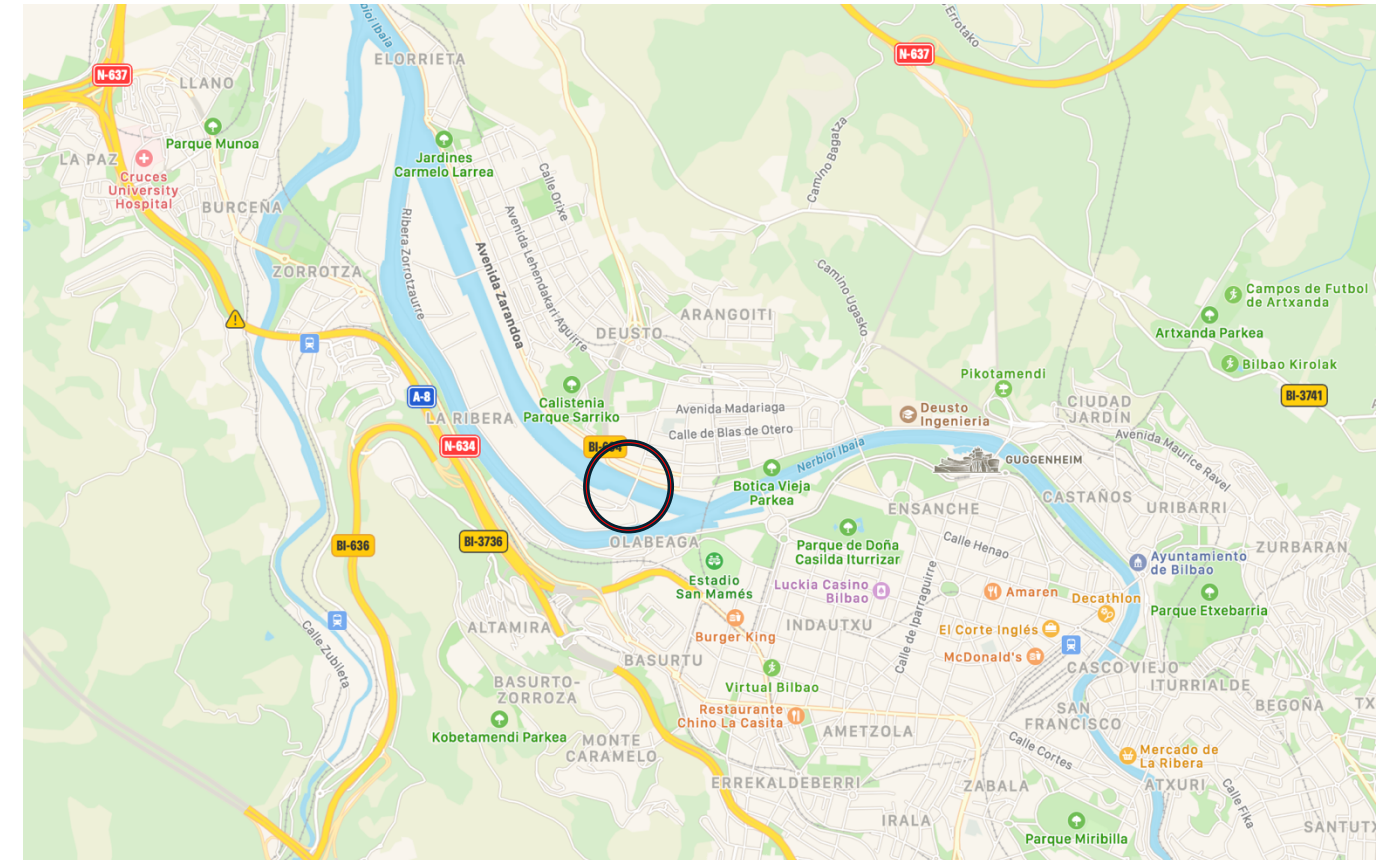 Nerbioi Ibaia
ELORRIETA
Errotako
N-637
N-637
LLANO
Parque Munoa
LA PAZ
Cruces
University
Hospital
Jardines
Carmelo Larrea
Calle Orixe
Camino Bagatza
BURCEÑA
Ribera Zorrotzaurre
Avenida Zarandoa
Avenida Lehendakari Aguirre
ZORROTZA
Camino Ugasko
Campos de Futbol
de Artxanda
ARANGOITI
DEUSTO
Artxanda Parkea
Bilbao Kirolak
Pikotamendi
BI-3741
A-8
Calistenia
Parque Sarriko
LA RIBERA
Avenida Madariaga
Deusto
Ingenieria
CIUDAD
JARDÍN
Calle de Blas de Otero
N-634
Avenida Maurice Ravel
Nerbioi Ibaia
GUGGENHEIM
Botica Vieja
Parkea
CASTAÑOS
ENSANCHE
URIBARRI
BI-636
BI-3736
OLABEAGA
Parque de Doña
Casilda Iturrizar
Calle Henao
Ayuntamiento
de Bilbao
ZURBARAN
Estadio
San Mamés
Luckia Casino
Bilbao
Calle de Iparraguirre
Amaren
Decathlon
Parque Etxebarria
Calle Zubileta
ALTAMIRA
Burger King
INDAUTXU
El Corte Inglés
McDonald's
BASURTU
CASCO VIEJO
BASURTO-
ZORROZA
Virtual Bilbao
ITURRIALDE
Restaurante
Chino La Casita
BEGOÑA
SAN
FRANCISCO
Kobetamendi Parkea
MONTE
CARAMELO
AMETZOLA
Calle Cortes
Mercado de
La Ribera
ERREKALDEBERRI
ZABALA
ATXURI
Calle Fika
IRALA
Parque Miribilla
SANTUTX